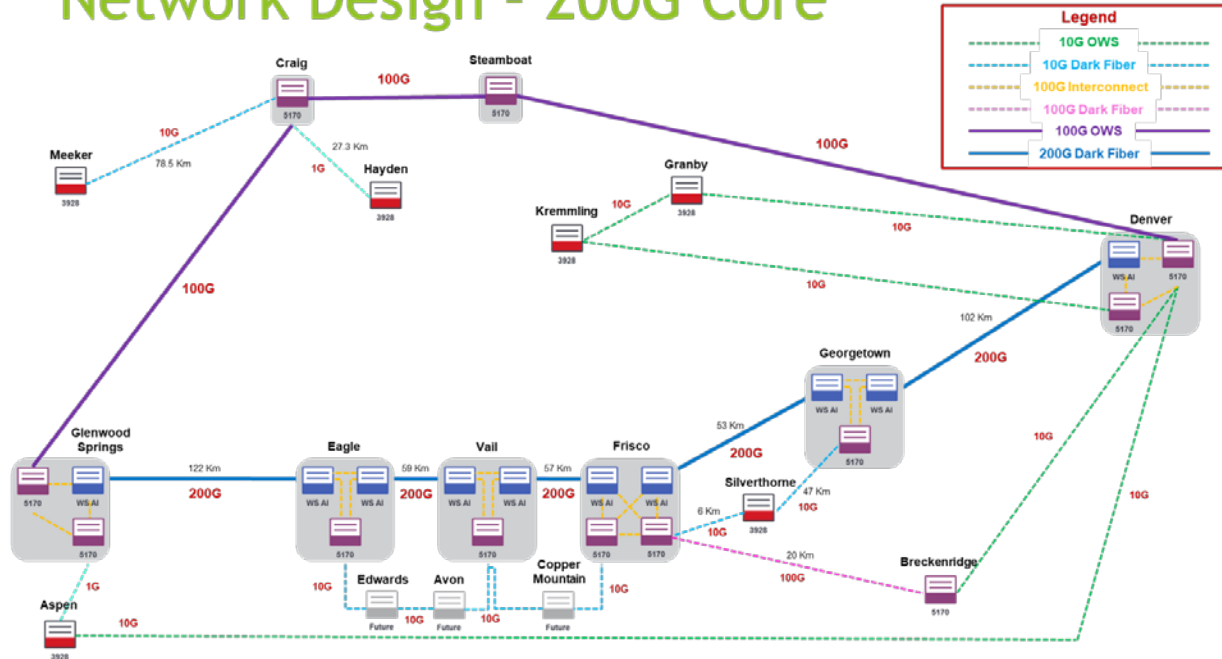 Network Design - 200G Core
Legend
10G OWS
10G Dark Fiber
100G Interconnect
100G Dark Fiber
100G OWS
200G Dark Fiber
Craig
5170
100G
Steamboat
5170
100G
10G
78.5 Km
Meeker
3928
27.3 Km
1G
Hayden
3928
Granby
3928
10G
Kremmling
3928
10G
10G
Denver
WS AI
5170
5170
100G
102 Km
200G
Georgetown
WS AI
WS AI
5170
53 Km
200G
Glenwood
Springs
5170
WS AI
5170
122 Km
200G
Eagle
WS AI
WS AI
5170
59 Km
200G
Vail
WS AI
WS AI
5170
57 Km
200G
Frisco
WS AI
WS AI
5170
5170
Silverthorne
3928
47 Km
10G
6 Km
10G
20 Km
100G
Breckenridge
5170
10G
10G
1G
Aspen
3928
10G
10G
Edwards
Future
10G
Avon
Future
10G
Copper
Mountain
Future
10G